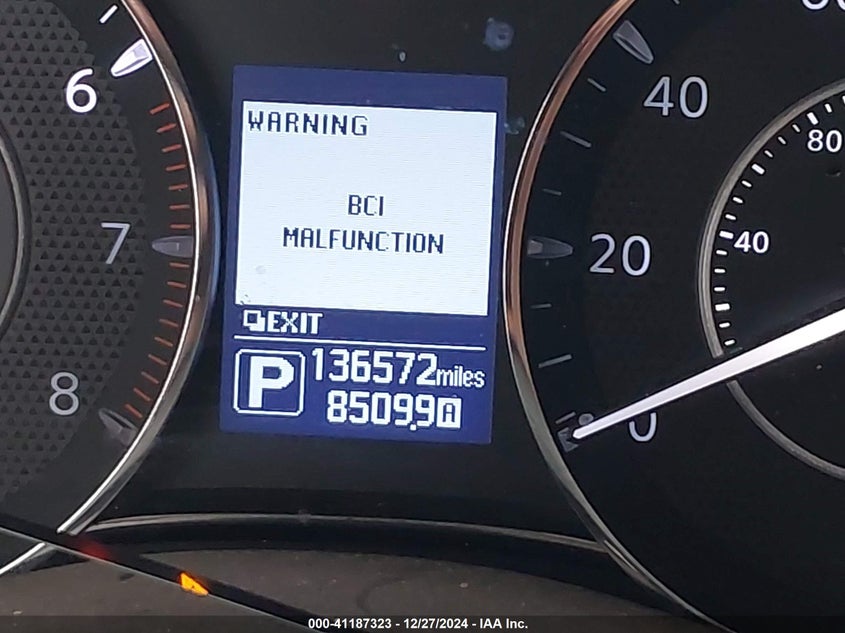 6
7
8
WARNING
BCI
MALFUNCTION
EXIT
P 136572miles
8509.9 A
40
20
0
80
40
000-41187323 - 12/27/2024 - IAA Inc.